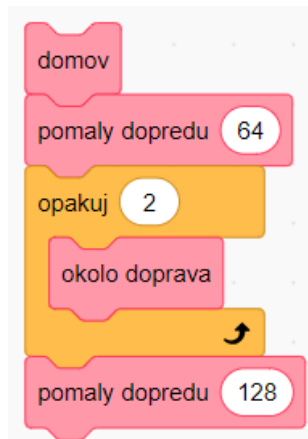 domov
pomaly dopredu 64
opakuj 2
okolo doprava
pomaly dopredu 128